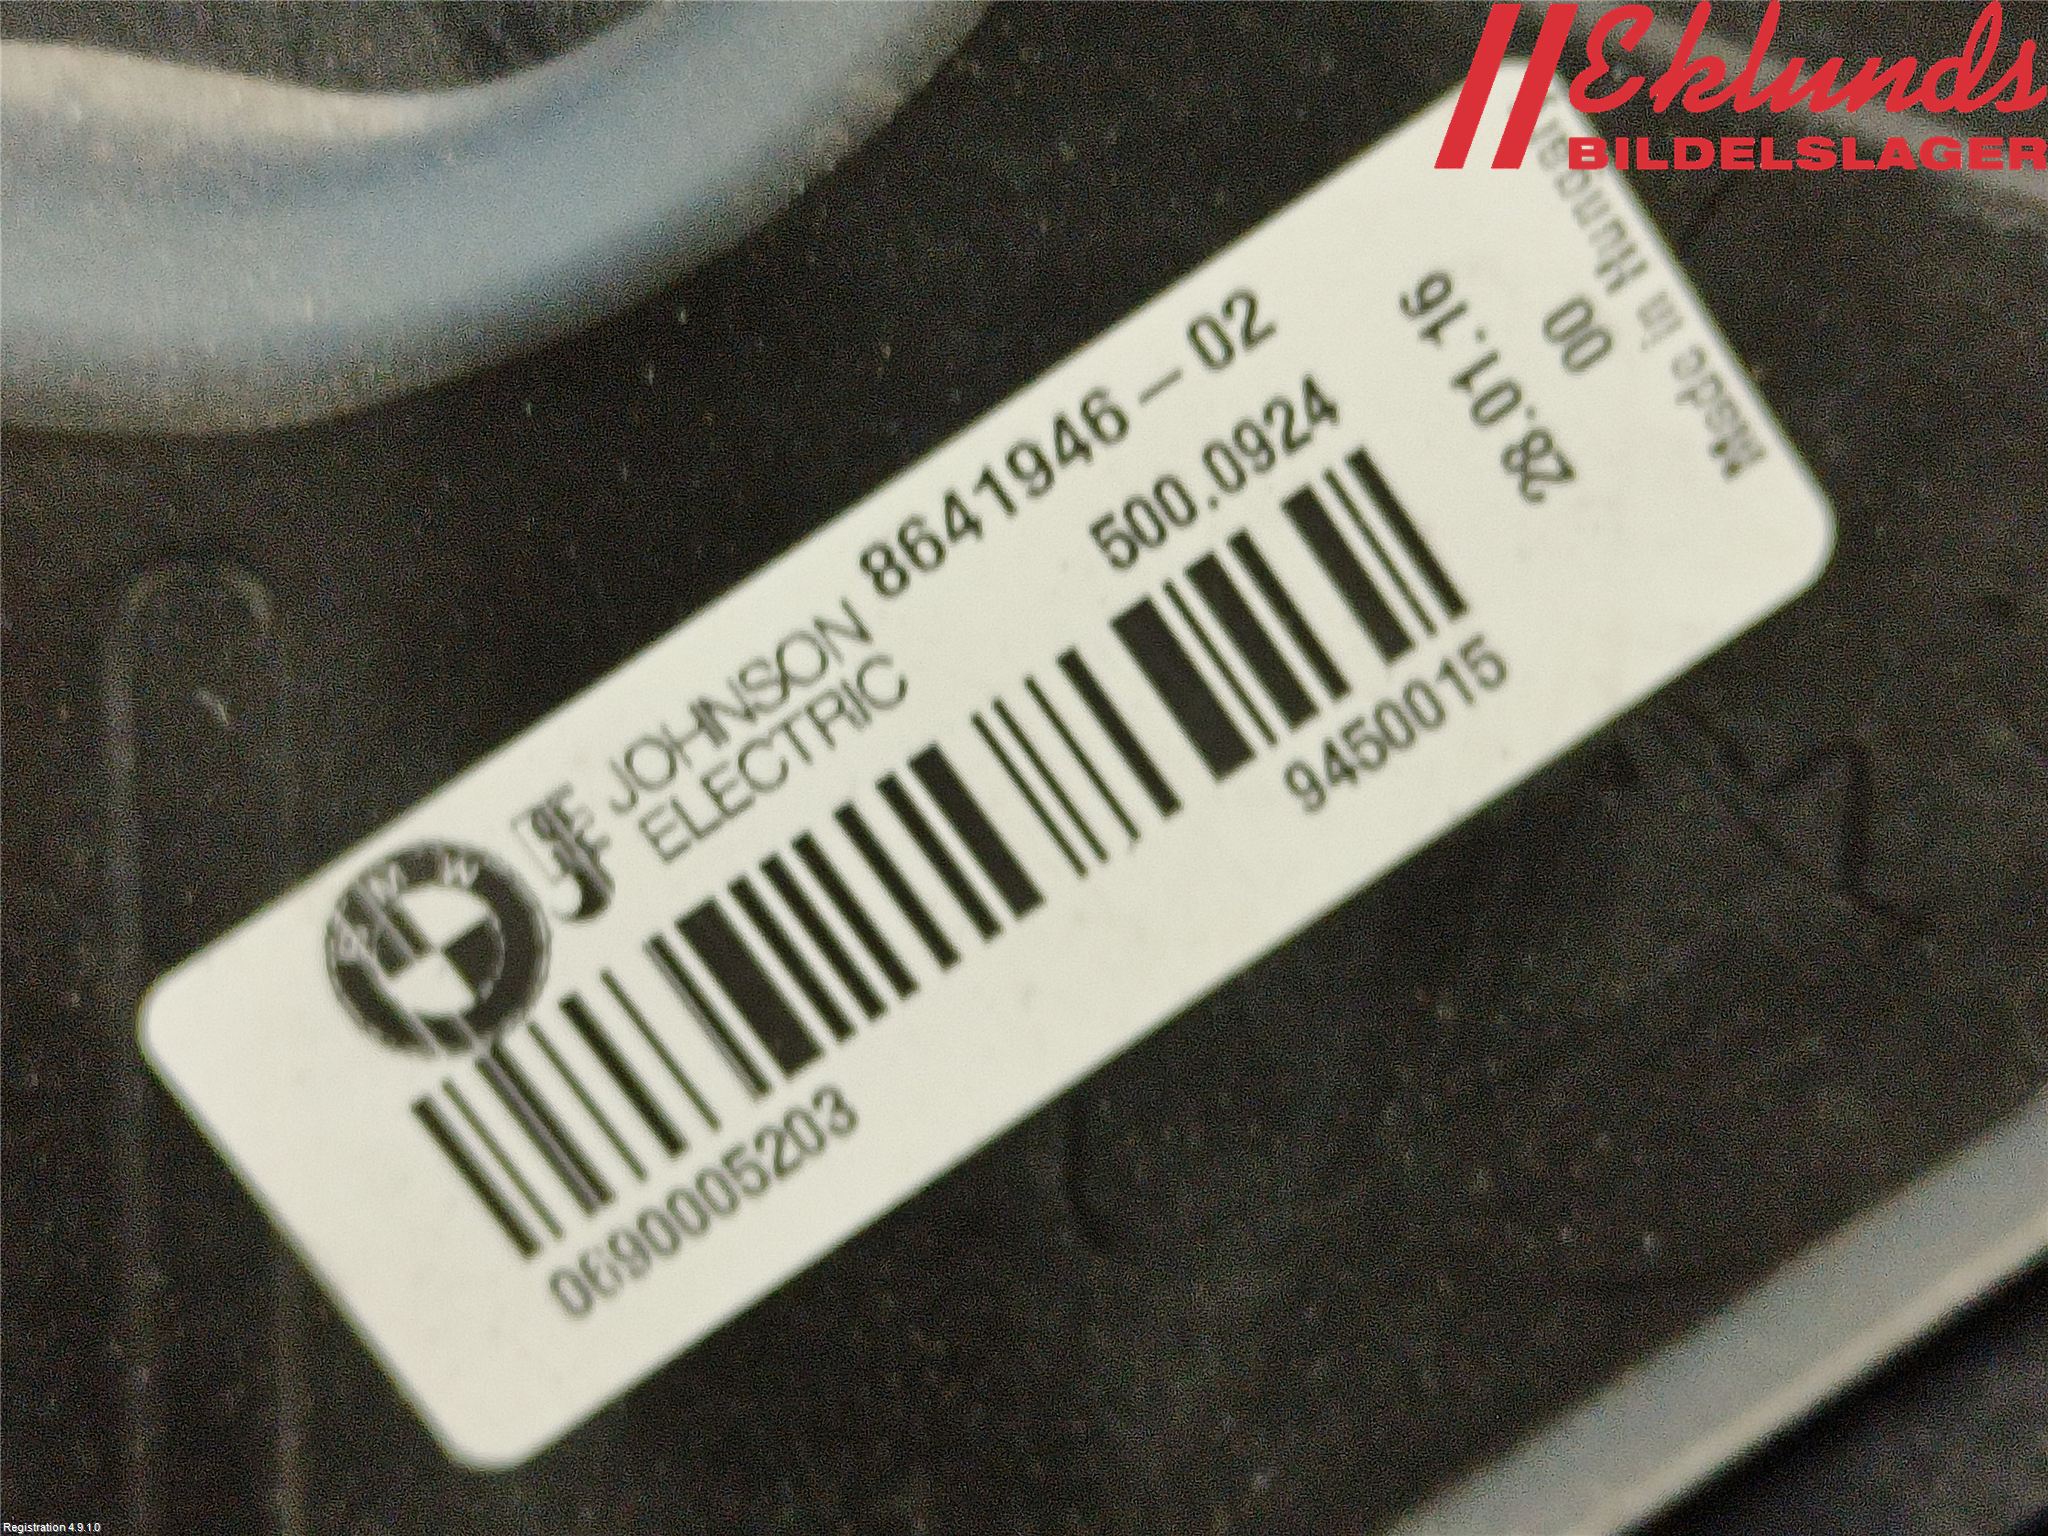 Eklunds
BILDELSLAGER
BMW
JOHNSON
ELECTRIC
8641946-02
500.0924
0690005203
9450015
28.01.16
00
Made in Hungary
Registration 4.9.1.0